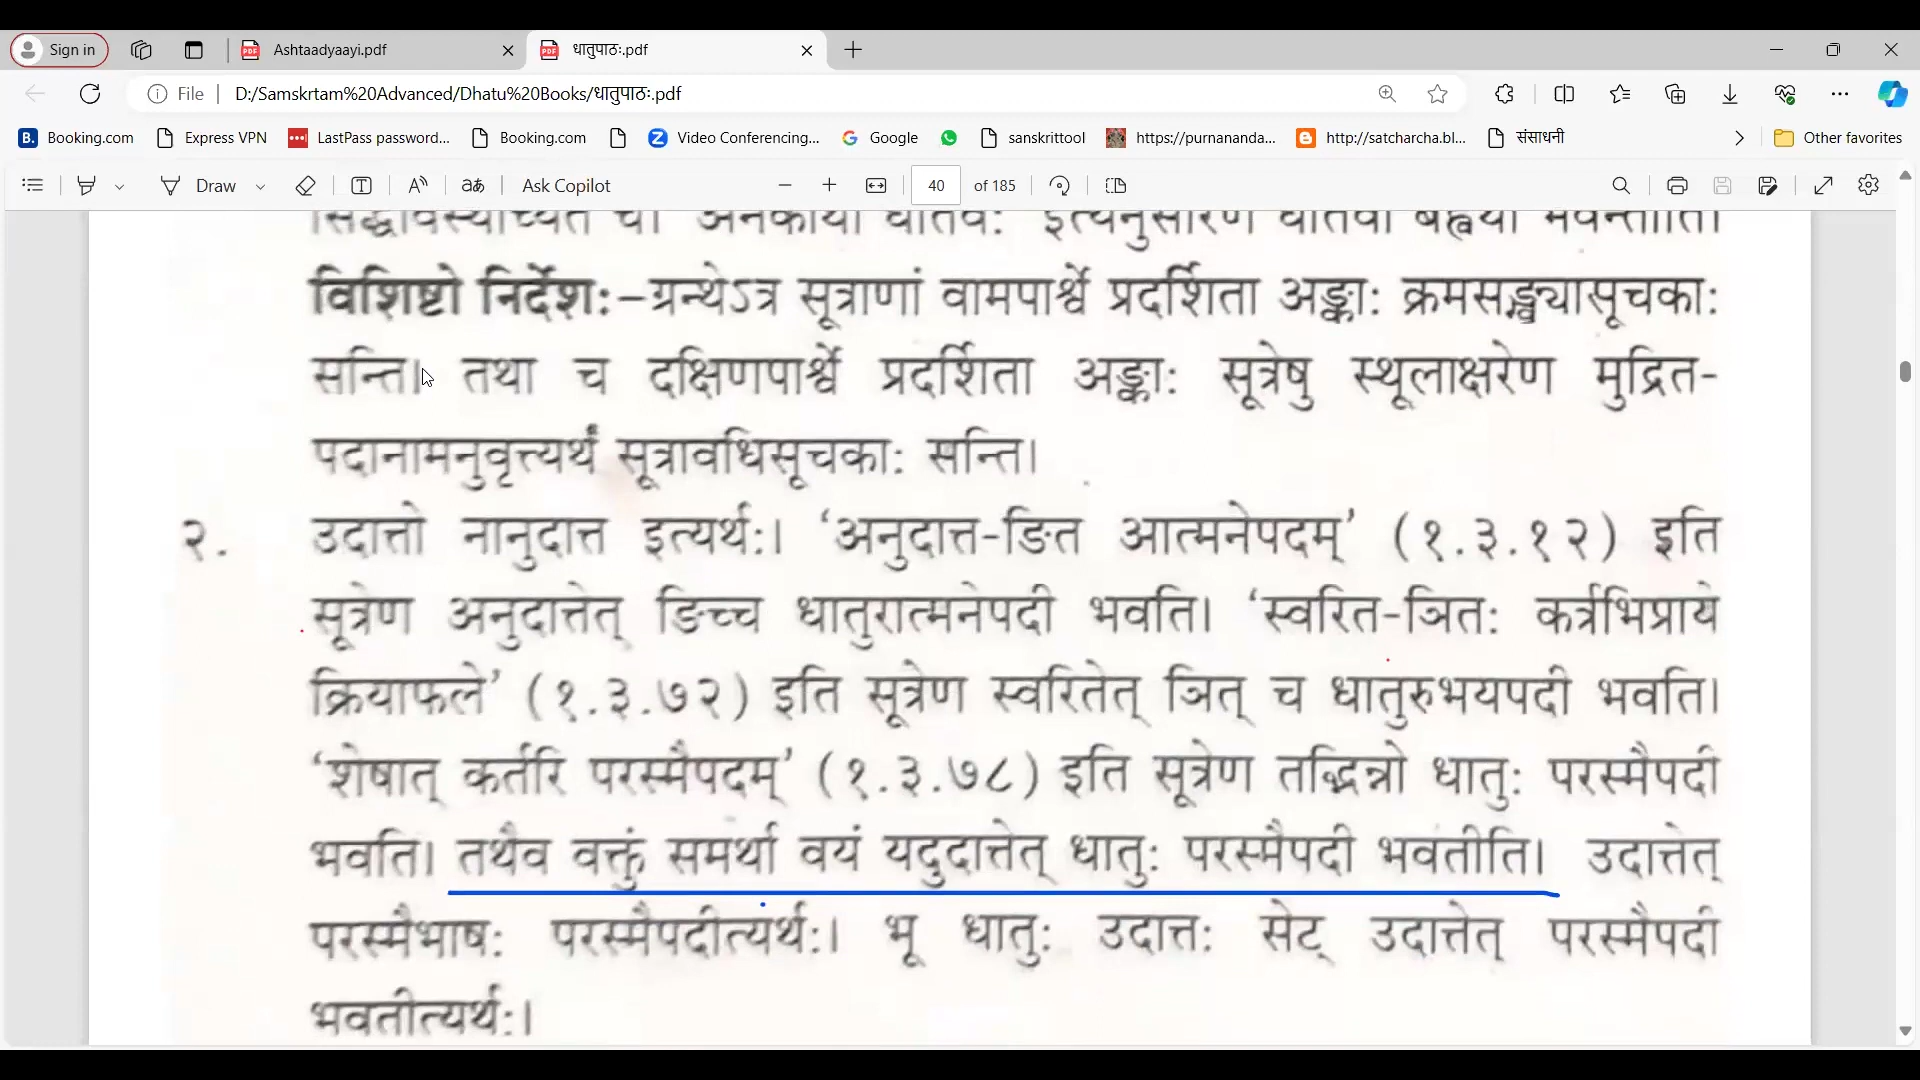 Sign in Ashtaadyaayi.pdf धातुपाठः.pdf
File D:/Samskrtam%20Advanced/Dhatu%20Books/धातुपाठः.pdf
Booking.com Express VPN LastPass password... Booking.com Video Conferencing... Google sanskrittool https://purnananda... http://satcharcha.bl... संसाधनी Other favorites
Draw Ask Copilot 40 of 185
विशिष्टो निर्देशः–ग्रन्थेऽत्र सूत्राणां वामपार्श्वे प्रदर्शिता अङ्काः क्रमसङ्ख्यासूचकाः
सन्ति। तथा च दक्षिणपार्श्वे प्रदर्शिता अङ्काः सूत्रेषु स्थूलाक्षरेण मुद्रित-
पदानामनुवृत्त्यर्थं सूत्रावधिसूचकाः सन्ति।
२. उदात्तो नानुदात्त इत्यर्थः। ‘अनुदात्त-ङित आत्मनेपदम्’ (१.३.१२) इति
सूत्रेण अनुदात्तेत् ङिच्च धातुरात्मनेपदी भवति। ‘स्वरित-ञितः कर्त्रभिप्राये
क्रियाफले’ (१.३.७२) इति सूत्रेण स्वरितेत् ञित् च धातुरुभयपदी भवति।
‘शेषात् कर्तरि परस्मैपदम्’ (१.३.७८) इति सूत्रेण तद्भिन्नो धातुः परस्मैपदी
भवति। तथैव वक्तुं समर्था वयं यदुदात्तेत् धातुः परस्मैपदी भवतीति। उदात्तेत्
परस्मैभाषः परस्मैपदीत्यर्थः। भू धातुः उदात्तः सेट् उदात्तेत् परस्मैपदी
भवतीत्यर्थः।